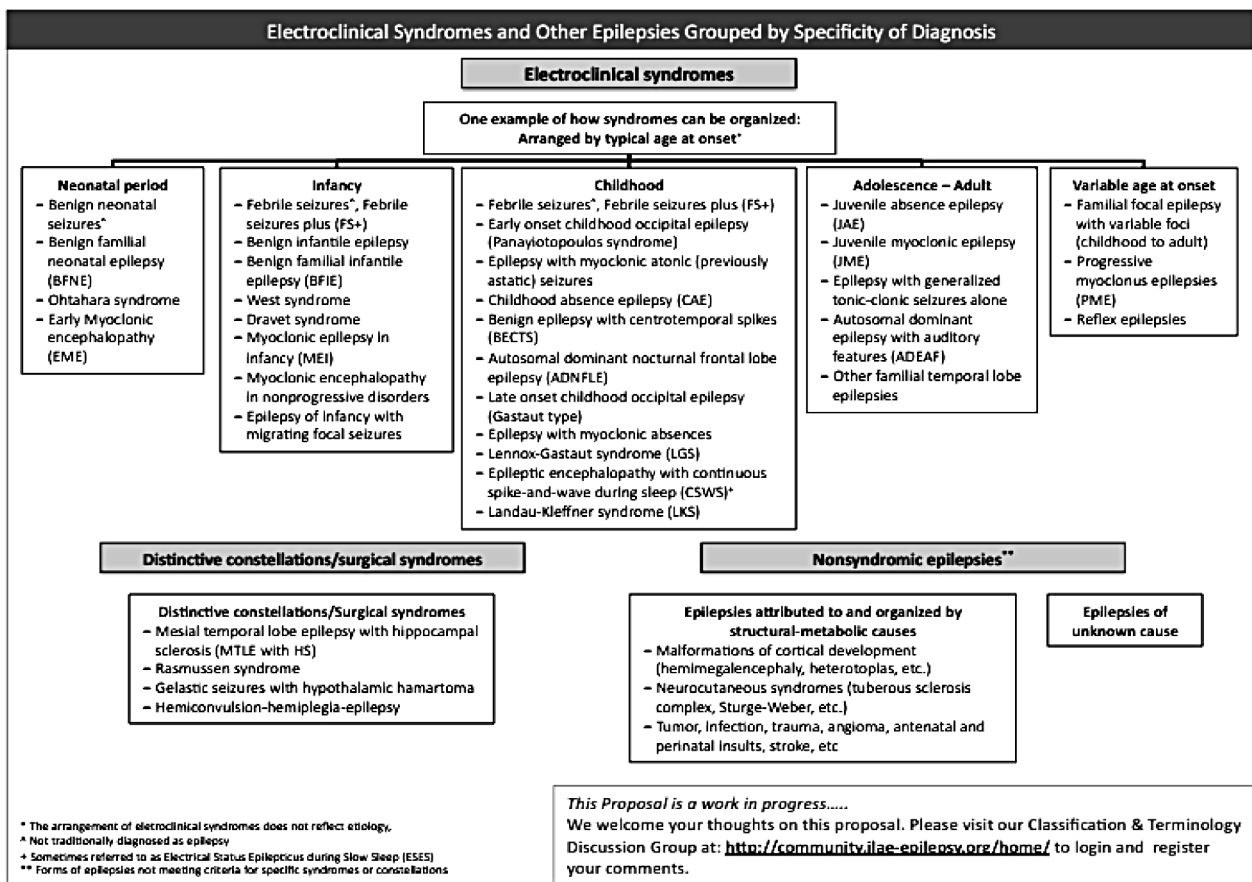 Electroclinical Syndromes and Other Epilepsies Grouped by Specificity of Diagnosis
Electroclinical syndromes
One example of how syndromes can be organized:
Arranged by typical age at onset*
Neonatal period
– Benign neonatal
seizures^
– Benign familial
neonatal epilepsy
(BFNE)
– Ohtahara syndrome
– Early Myoclonic
encephalopathy
(EME)
Infancy
– Febrile seizures^, Febrile
seizures plus (FS+)
– Benign infantile epilepsy
– Benign familial infantile
epilepsy (BFIE)
– West syndrome
– Dravet syndrome
– Myoclonic epilepsy in
infancy (MEI)
– Myoclonic encephalopathy
in nonprogressive disorders
– Epilepsy of infancy with
migrating focal seizures
Childhood
– Febrile seizures^, Febrile seizures plus (FS+)
– Early onset childhood occipital epilepsy
(Panayiotopoulos syndrome)
– Epilepsy with myoclonic atonic (previously
astatic) seizures
– Childhood absence epilepsy (CAE)
– Benign epilepsy with centrotemporal spikes
(BECTS)
– Autosomal dominant nocturnal frontal lobe
epilepsy (ADNFLE)
– Late onset childhood occipital epilepsy
(Gastaut type)
– Epilepsy with myoclonic absences
– Lennox-Gastaut syndrome (LGS)
– Epileptic encephalopathy with continuous
spike-and-wave during sleep (CSWS)+
– Landau-Kleffner syndrome (LKS)
Adolescence – Adult
– Juvenile absence epilepsy
(JAE)
– Juvenile myoclonic epilepsy
(JME)
– Epilepsy with generalized
tonic-clonic seizures alone
– Autosomal dominant
epilepsy with auditory
features (ADEAF)
– Other familial temporal lobe
epilepsies
Variable age at onset
– Familial focal epilepsy
with variable foci
(childhood to adult)
– Progressive
myoclonus epilepsies
(PME)
– Reflex epilepsies
Distinctive constellations/surgical syndromes
Distinctive constellations/Surgical syndromes
– Mesial temporal lobe epilepsy with hippocampal
sclerosis (MTLE with HS)
– Rasmussen syndrome
– Gelastic seizures with hypothalamic hamartoma
– Hemiconvulsion-hemiplegia-epilepsy
Nonsyndromic epilepsies**
Epilepsies attributed to and organized by
structural-metabolic causes
– Malformations of cortical development
(hemimegalencephaly, heterotopias, etc.)
– Neurocutaneous syndromes (tuberous sclerosis
complex, Sturge-Weber, etc.)
– Tumor, infection, trauma, angioma, antenatal and
perinatal insults, stroke, etc
Epilepsies of
unknown cause
* The arrangement of eletroclinical syndromes does not reflect etiology.
^ Not traditionally diagnosed as epilepsy
+ Sometimes referred to as Electrical Status Epilepticus during Slow Sleep (ESES)
** Forms of epilepsies not meeting criteria for specific syndromes or constellations
This Proposal is a work in progress.....
We welcome your thoughts on this proposal. Please visit our Classification & Terminology
Discussion Group at: http://community.ilae-epilepsy.org/home/ to login and register
your comments.